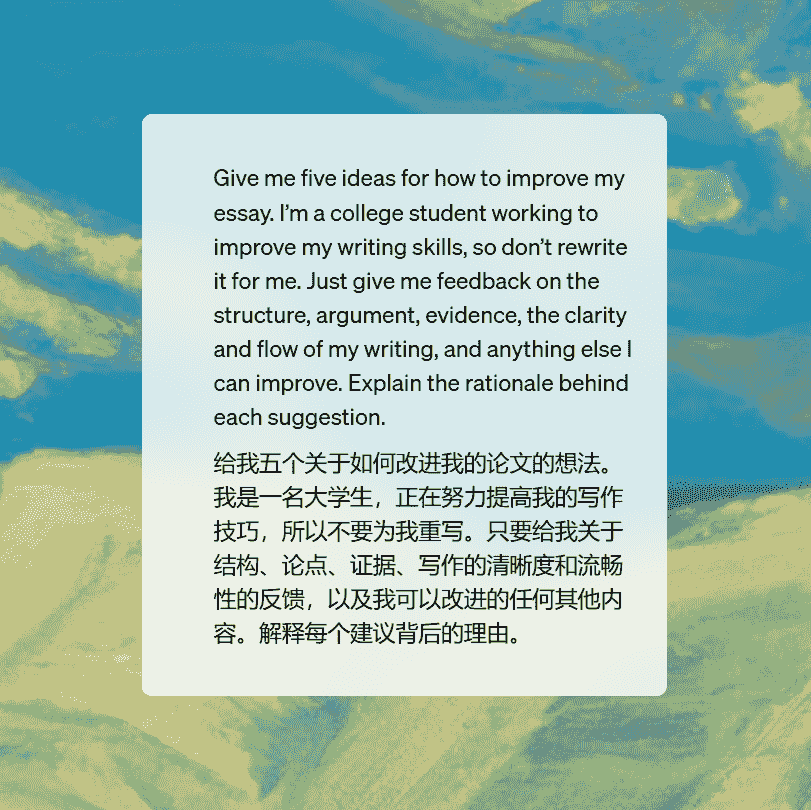 Give me five ideas for how to improve my
essay. I’m a college student working to
improve my writing skills, so don’t rewrite
it for me. Just give me feedback on the
structure, argument, evidence, the clarity
and flow of my writing, and anything else I
can improve. Explain the rationale behind
each suggestion.
给我五个关于如何改进我的论文的想法。
我是一名大学生，正在努力提高我的写作
技巧，所以不要为我重写。只要给我关于
结构、论点、证据、写作的清晰度和流畅
性的反馈，以及我可以改进的任何其他内
容。解释每个建议背后的理由。